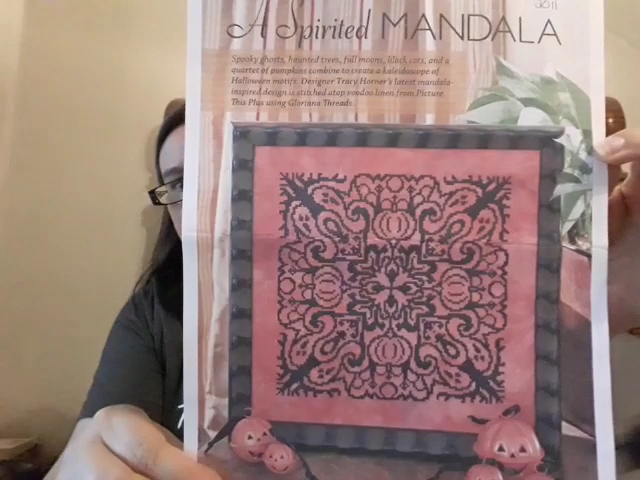 2011
A Spirited MANDALA
Spooky ghosts, haunted trees, full moons, black cats, and a
quartet of pumpkins combine to create a kaleidoscope of
Halloween motifs. Designer Tracy Horner's latest mandala-
inspired design is stitched atop voodoo linen from Picture
This Plus using Gloriana Threads.